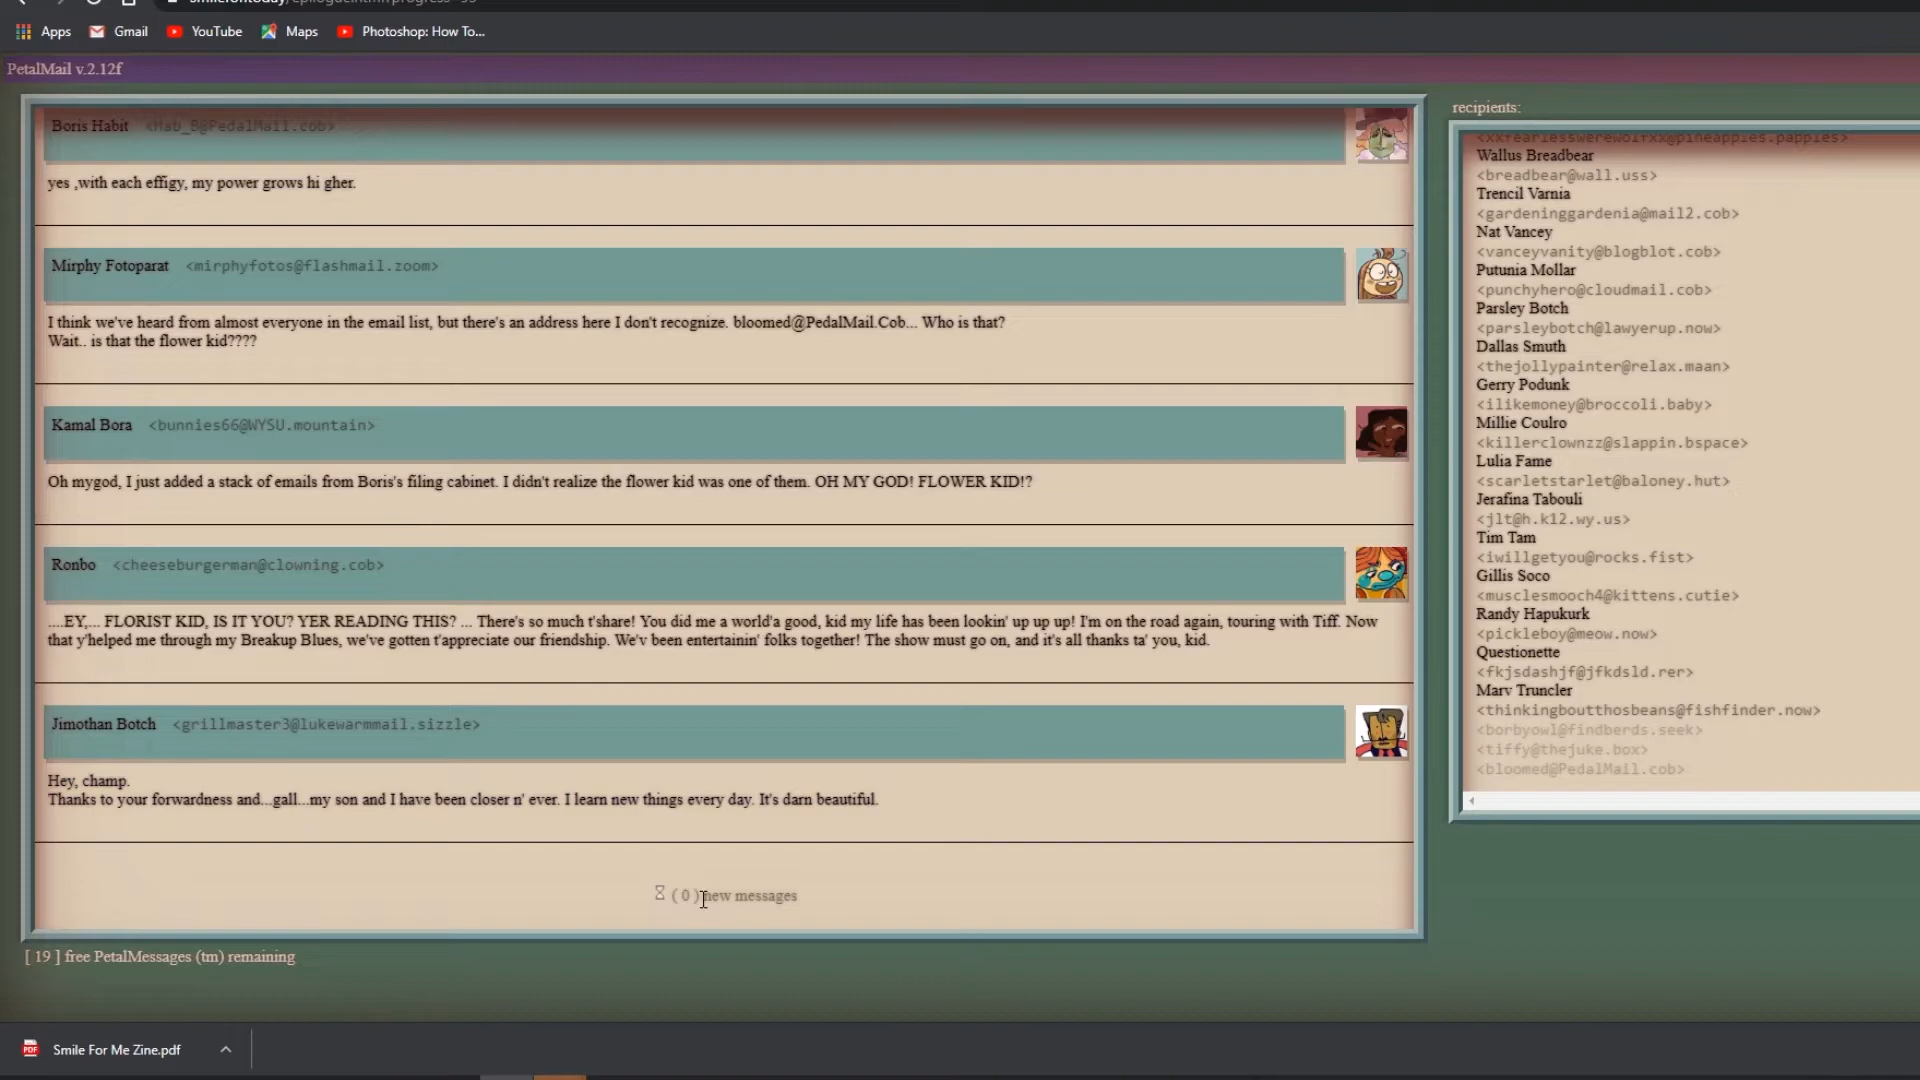 Apps Gmail YouTube Maps Photoshop: How To...
PetalMail v.2.12f
Boris Habit <Hab_B@PedalMail.cob>
yes ,with each effigy, my power grows hi gher.
Mirphy Fotoparat <mirphyfotos@flashmail.zoom>
I think we've heard from almost everyone in the email list, but there's an address here I don't recognize. bloomed@PedalMail.Cob... Who is that?
Wait.. is that the flower kid????
Kamal Bora <bunnies66@WYSU.mountain>
Oh mygod, I just added a stack of emails from Boris's filing cabinet. I didn't realize the flower kid was one of them. OH MY GOD! FLOWER KID!?
Ronbo <cheeseburgerman@clowning.cob>
....EY,... FLORIST KID, IS IT YOU? YER READING THIS? ... There's so much t'share! You did me a world'a good, kid my life has been lookin' up up up! I'm on the road again, touring with Tiff. Now
that y'helped me through my Breakup Blues, we've gotten t'appreciate our friendship. We'v been entertainin' folks together! The show must go on, and it's all thanks ta' you, kid.
Jimothan Botch <grillmaster3@lukewarmmail.sizzle>
Hey, champ.
Thanks to your forwardness and...gall...my son and I have been closer n' ever. I learn new things every day. It's darn beautiful.
( 0 ) new messages
[ 19 ] free PetalMessages (tm) remaining
recipients:
<xxfearlesswerewolfxx@pineapples.papples>
Wallus Breadbear
<breadbear@wall.uss>
Trencil Varnia
<gardeninggardenia@mail2.cob>
Nat Vancey
<vanceyvanity@blogblot.cob>
Putunia Mollar
<punchyhero@cloudmail.cob>
Parsley Botch
<parsleybotch@lawyerup.now>
Dallas Smuth
<thejollypainter@relax.maan>
Gerry Podunk
<ilikemoney@broccoli.baby>
Millie Coulro
<killerclownzz@slappin.bspace>
Lulia Fame
<scarletstarlet@baloney.hut>
Jerafina Tabouli
<jlt@h.k12.wy.us>
Tim Tam
<iwillgetyou@rocks.fist>
Gillis Soco
<musclesmooch4@kittens.cutie>
Randy Hapukurk
<pickleboy@meow.now>
Questionette
<fkjsdashjf@jfkdsld.rer>
Marv Truncler
<thinkingboutthosbeans@fishfinder.now>
<borbyowl@findberds.seek>
<tiffy@thejuke.box>
<bloomed@PedalMail.cob>
Smile For Me Zine.pdf